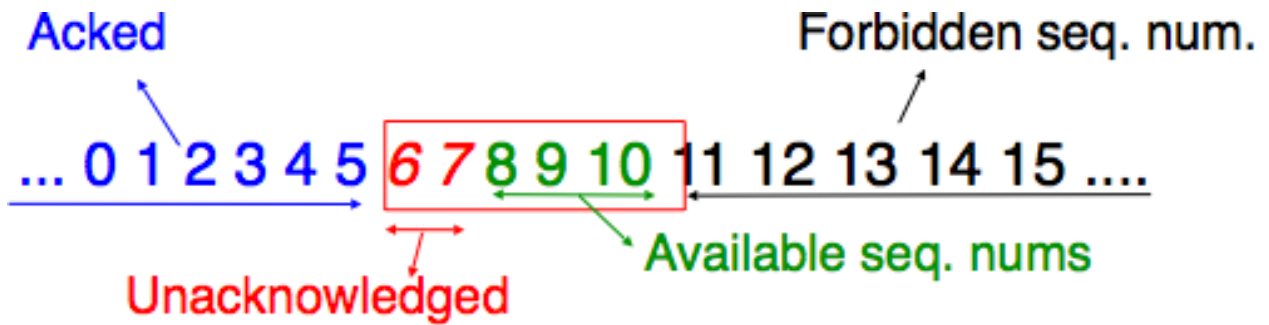 Acked Forbidden seq. num.
... 0 1 2 3 4 5 6 7 8 9 10 11 12 13 14 15 ....
Available seq. nums
Unacknowledged